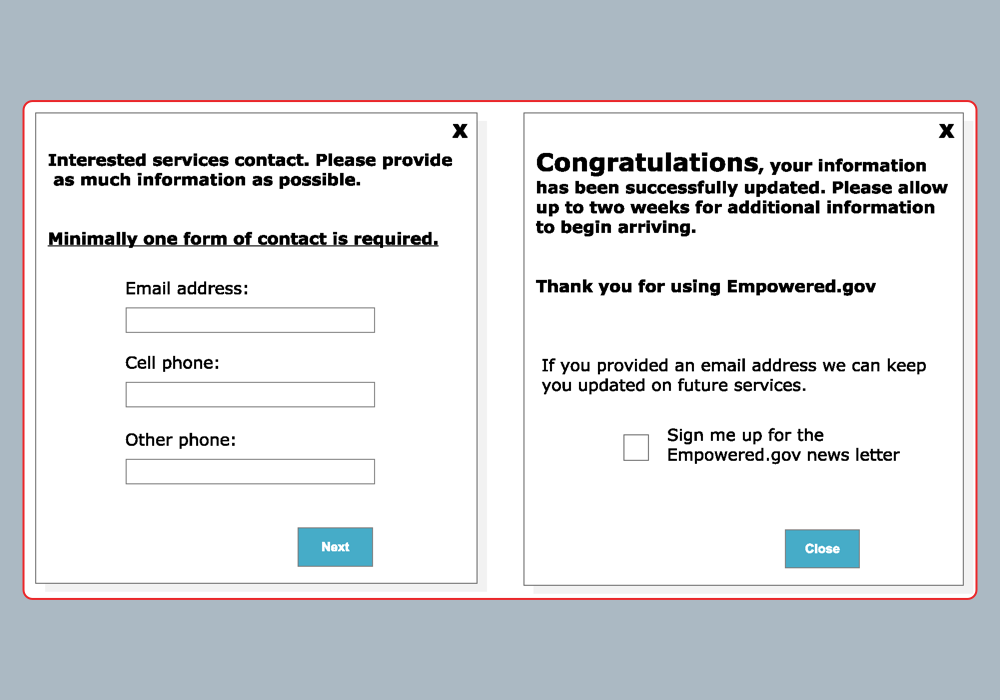 X
Interested services contact. Please provide
as much information as possible.
Minimally one form of contact is required.
Email address:
Cell phone:
Other phone:
Next
X
Congratulations, your information
has been successfully updated. Please allow
up to two weeks for additional information
to begin arriving.
Thank you for using Empowered.gov
If you provided an email address we can keep
you updated on future services.
Sign me up for the
Empowered.gov news letter
Close